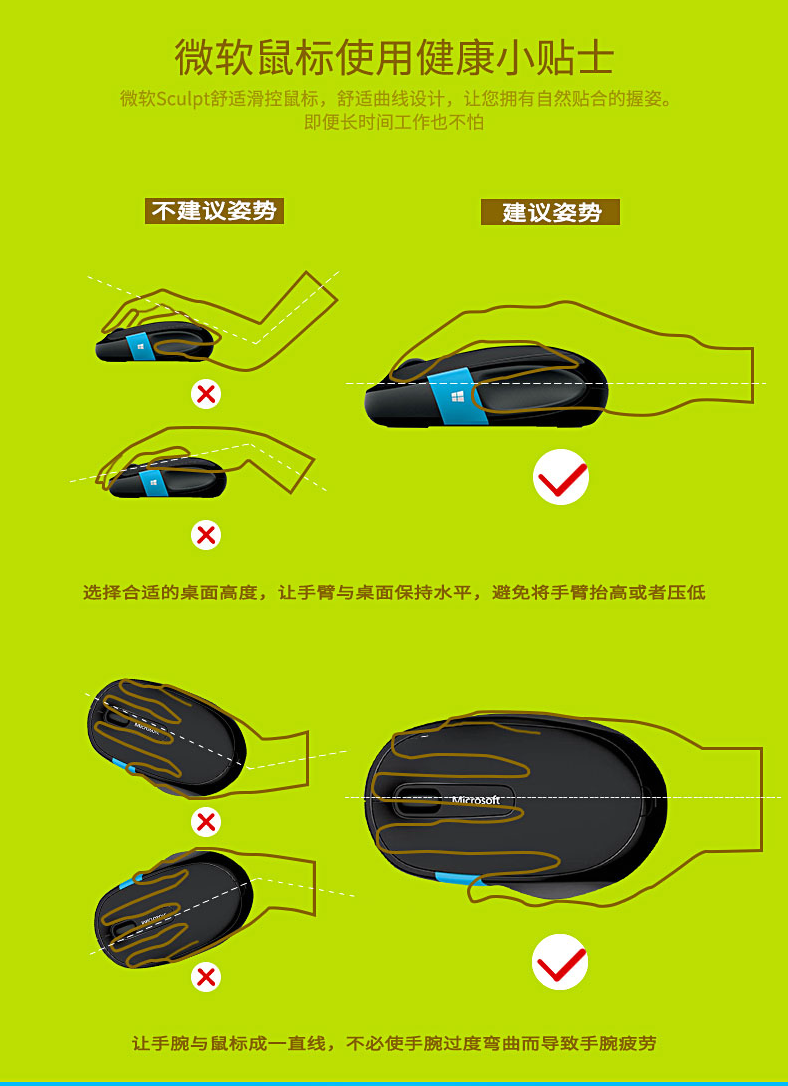 微软鼠标使用健康小贴士
微软Sculpt舒适滑控鼠标，舒适曲线设计，让您拥有自然贴合的握姿。
即便长时间工作也不怕
不建议姿势
建议姿势
选择合适的桌面高度，让手臂与桌面保持水平，避免将手臂抬高或者压低
Microsoft
Microsoft
Microsoft
让手腕与鼠标成一直线，不必使手腕过度弯曲而导致手腕疲劳